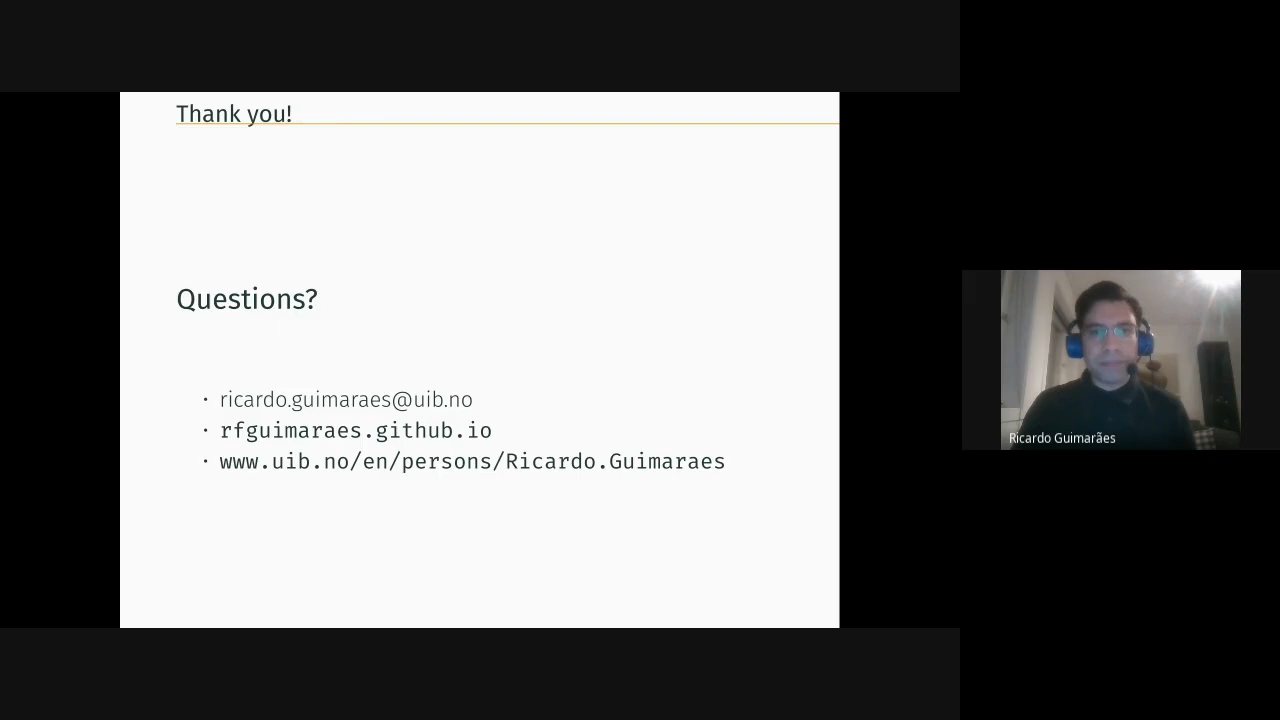 Thank you!
Questions?
· ricardo.guimaraes@uib.no
· rfguimaraes.github.io
· www.uib.no/en/persons/Ricardo.Guimaraes
Ricardo Guimarães